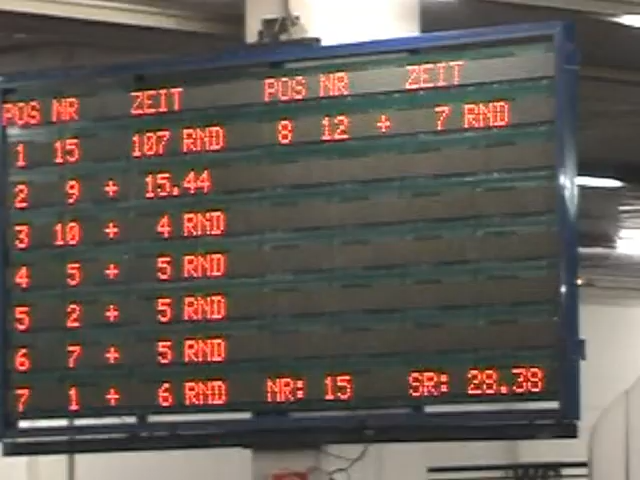 POS NR ZEIT POS NR ZEIT
1 15 107 RND 8 12 + 7 RND
2 9 + 15.44
3 10 + 4 RND
4 5 + 5 RND
5 2 + 5 RND
6 7 + 5 RND
7 1 + 6 RND NR: 15 SR: 28.38